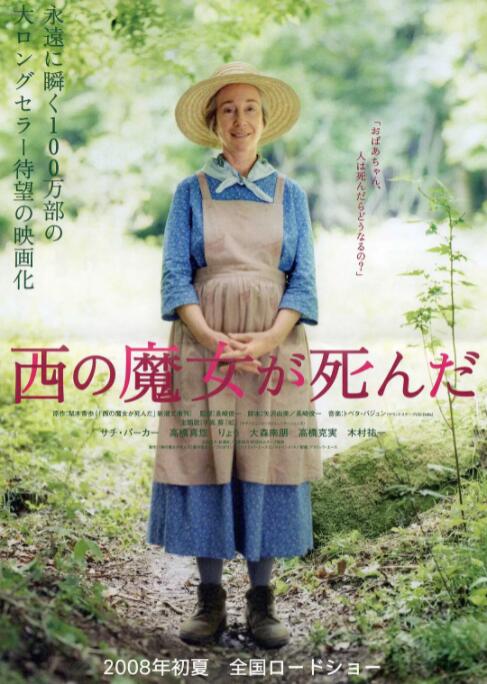 永遠に瞬く100万部の
大ロングセラー待望の映画化
「おばあちゃん、
人は死んだらどうなるの?」
西の魔女が死んだ
サチ・パーカー 高橋真悠 りょう 大森南朋 高橋克実 木村祐一
2008年初夏 全国ロードショー